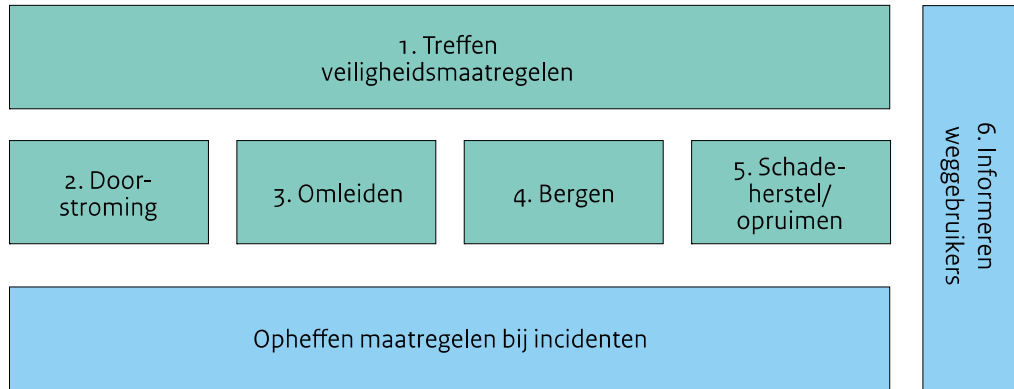 1. Treffen
veiligheidsmaatregelen
2. Door-
stroming
3. Omleiden
4. Bergen
5. Schade-
herstel/
opruimen
Opheffen maatregelen bij incidenten
6. Informeren
weggebruikers